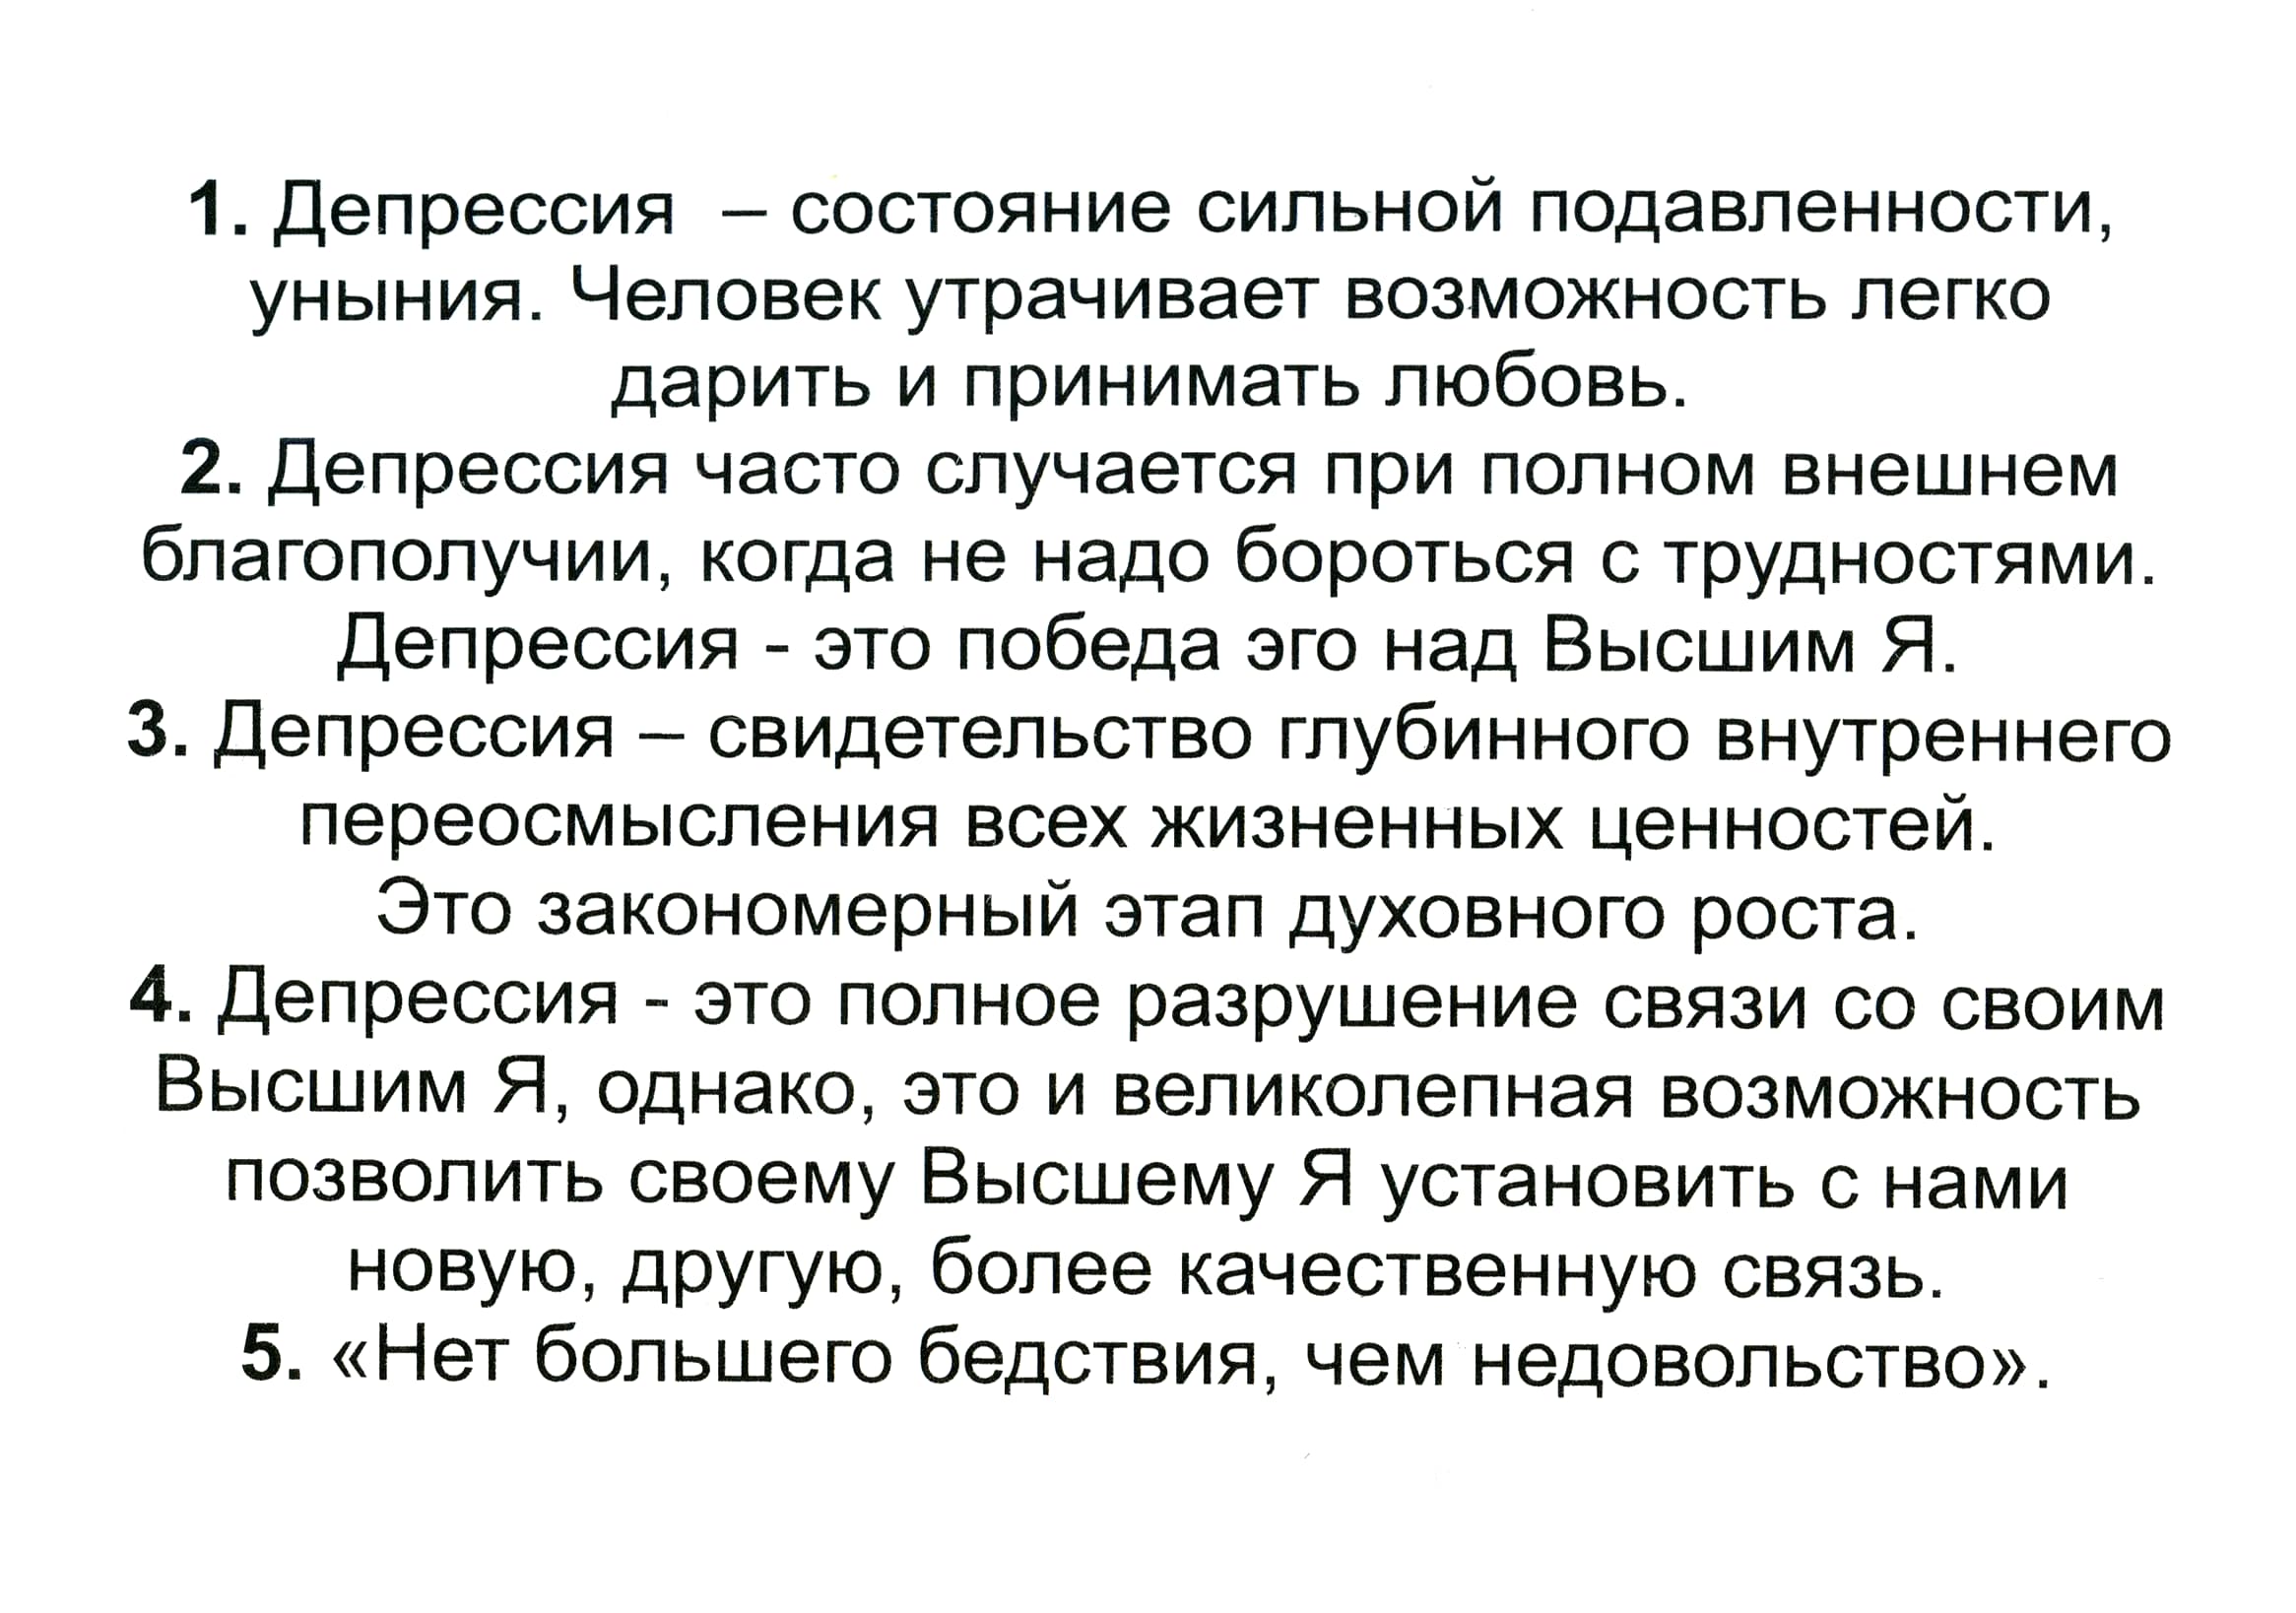 1. Депрессия – состояние сильной подавленности,
уныния. Человек утрачивает возможность легко
дарить и принимать любовь.
2. Депрессия часто случается при полном внешнем
благополучии, когда не надо бороться с трудностями.
Депрессия - это победа эго над Высшим Я.
3. Депрессия – свидетельство глубинного внутреннего
переосмысления всех жизненных ценностей.
Это закономерный этап духовного роста.
4. Депрессия - это полное разрушение связи со своим
Высшим Я, однако, это и великолепная возможность
позволить своему Высшему Я установить с нами
новую, другую, более качественную связь.
5. «Нет большего бедствия, чем недовольство».